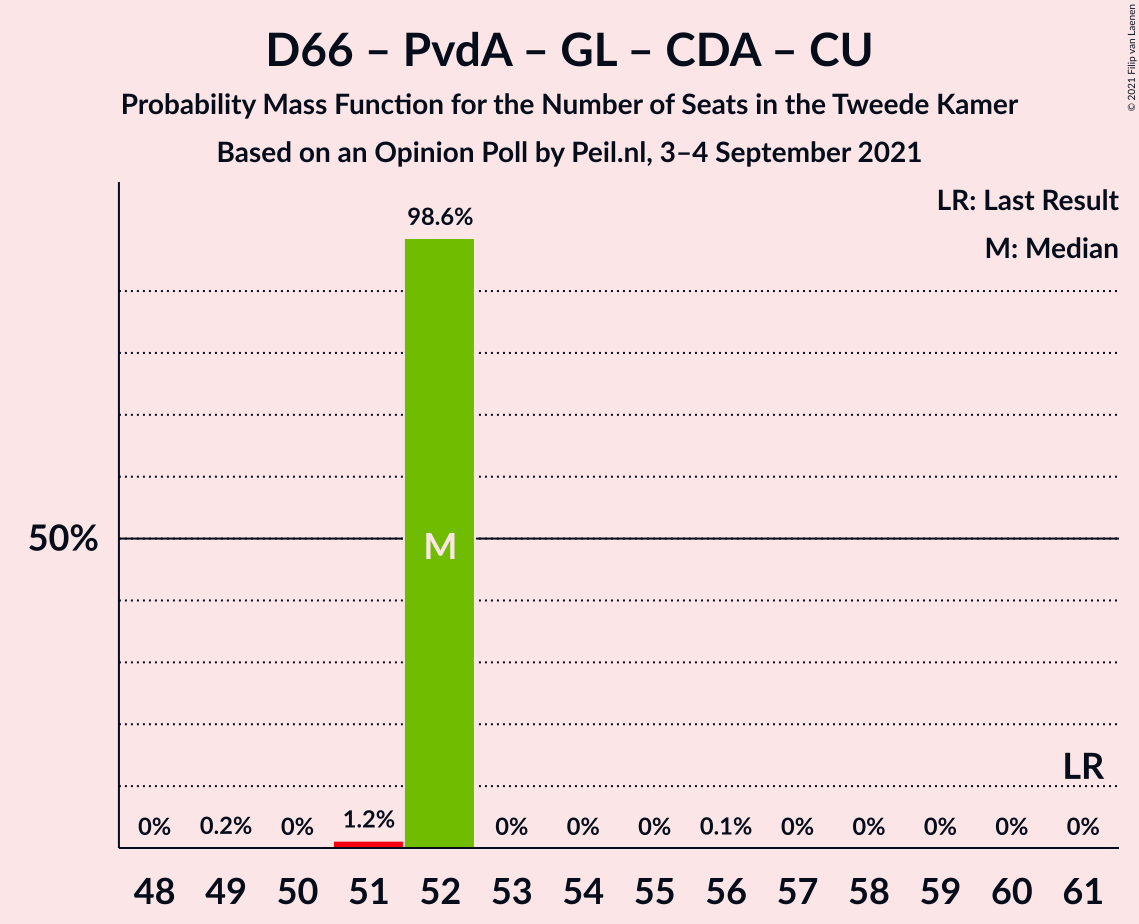 D66 – PvdA – GL – CDA – CU
Probability Mass Function for the Number of Seats in the Tweede Kamer
Based on an Opinion Poll by Peil.nl, 3–4 September 2021
© 2021 Filip van Laenen
LR: Last Result
M: Median
98.6%
50%
M
LR
0% 0.2% 0% 1.2% 0% 0% 0% 0.1% 0% 0% 0% 0% 0%
48 49 50 51 52 53 54 55 56 57 58 59 60 61